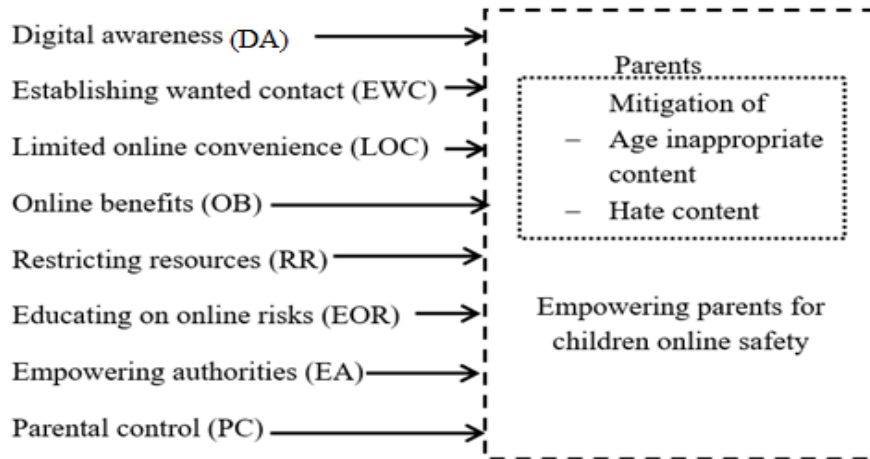 Digital awareness (DA)
Establishing wanted contact (EWC)
Limited online convenience (LOC)
Online benefits (OB)
Restricting resources (RR)
Educating on online risks (EOR)
Empowering authorities (EA)
Parental control (PC)
Parents
Mitigation of
– Age inappropriate
content
– Hate content
Empowering parents for
children online safety